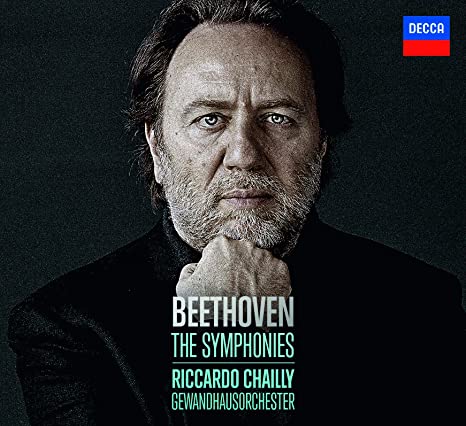 DECCA
BEETHOVEN
THE SYMPHONIES
RICCARDO CHAILLY
GEWANDHAUSORCHESTER